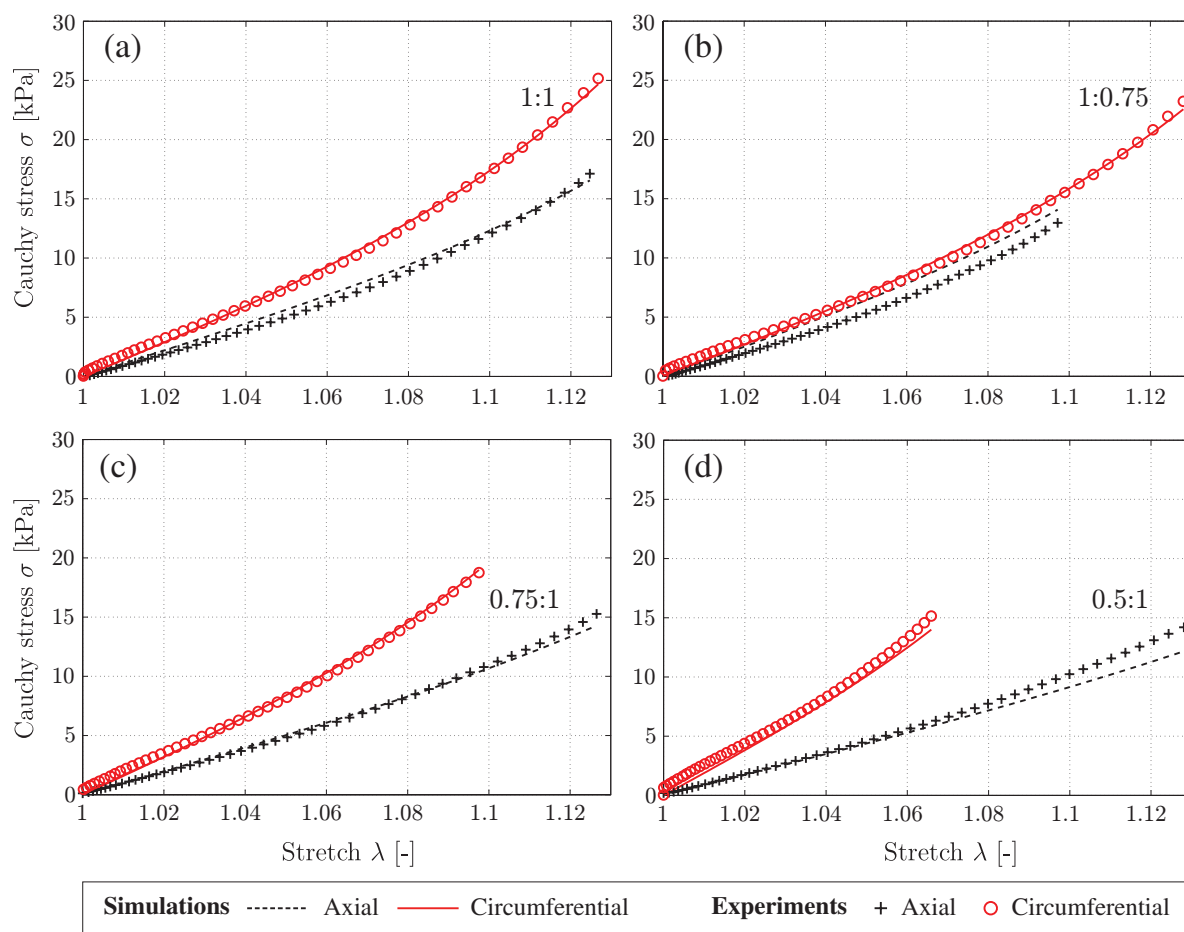 (a)
1:1
30
25
20
15
10
5
0
1 1.02 1.04 1.06 1.08 1.1 1.12
Cauchy stress σ [kPa]
(b)
1:0.75
30
25
20
15
10
5
0
1 1.02 1.04 1.06 1.08 1.1 1.12
(c)
0.75:1
30
25
20
15
10
5
0
1 1.02 1.04 1.06 1.08 1.1 1.12
Cauchy stress σ [kPa]
Stretch λ [-]
(d)
0.5:1
30
25
20
15
10
5
0
1 1.02 1.04 1.06 1.08 1.1 1.12
Stretch λ [-]
Simulations Axial Circumferential Experiments Axial Circumferential